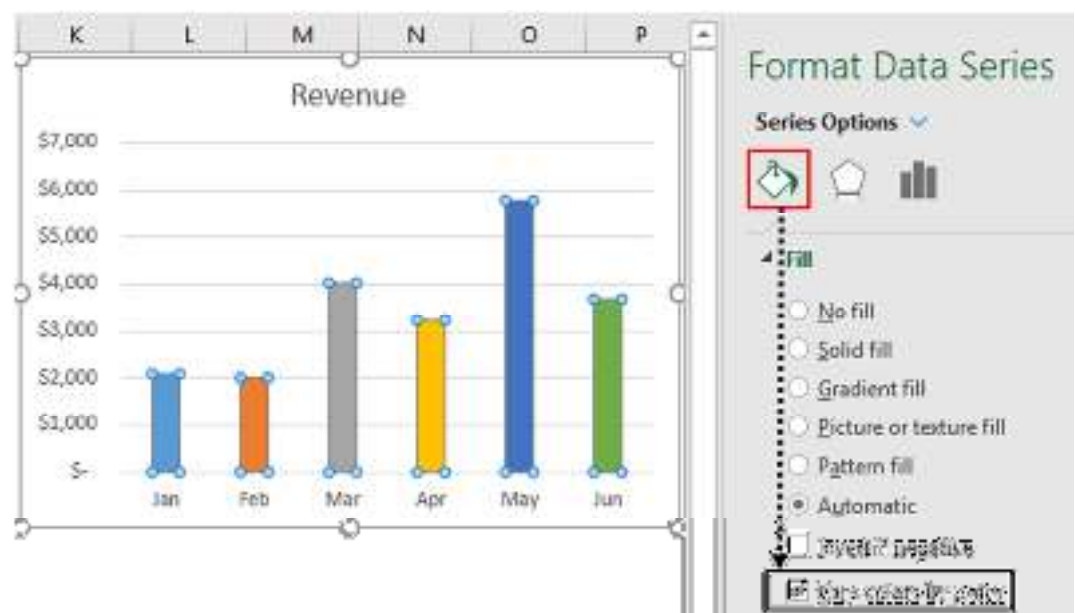 K L M N O P
Revenue
$7,000
$6,000
$5,000
$4,000
$3,000
$2,000
$1,000
$-
Jan Feb Mar Apr May Jun
Format Data Series
Series Options
Fill
No fill
Solid fill
Gradient fill
Picture or texture fill
Pattern fill
Automatic